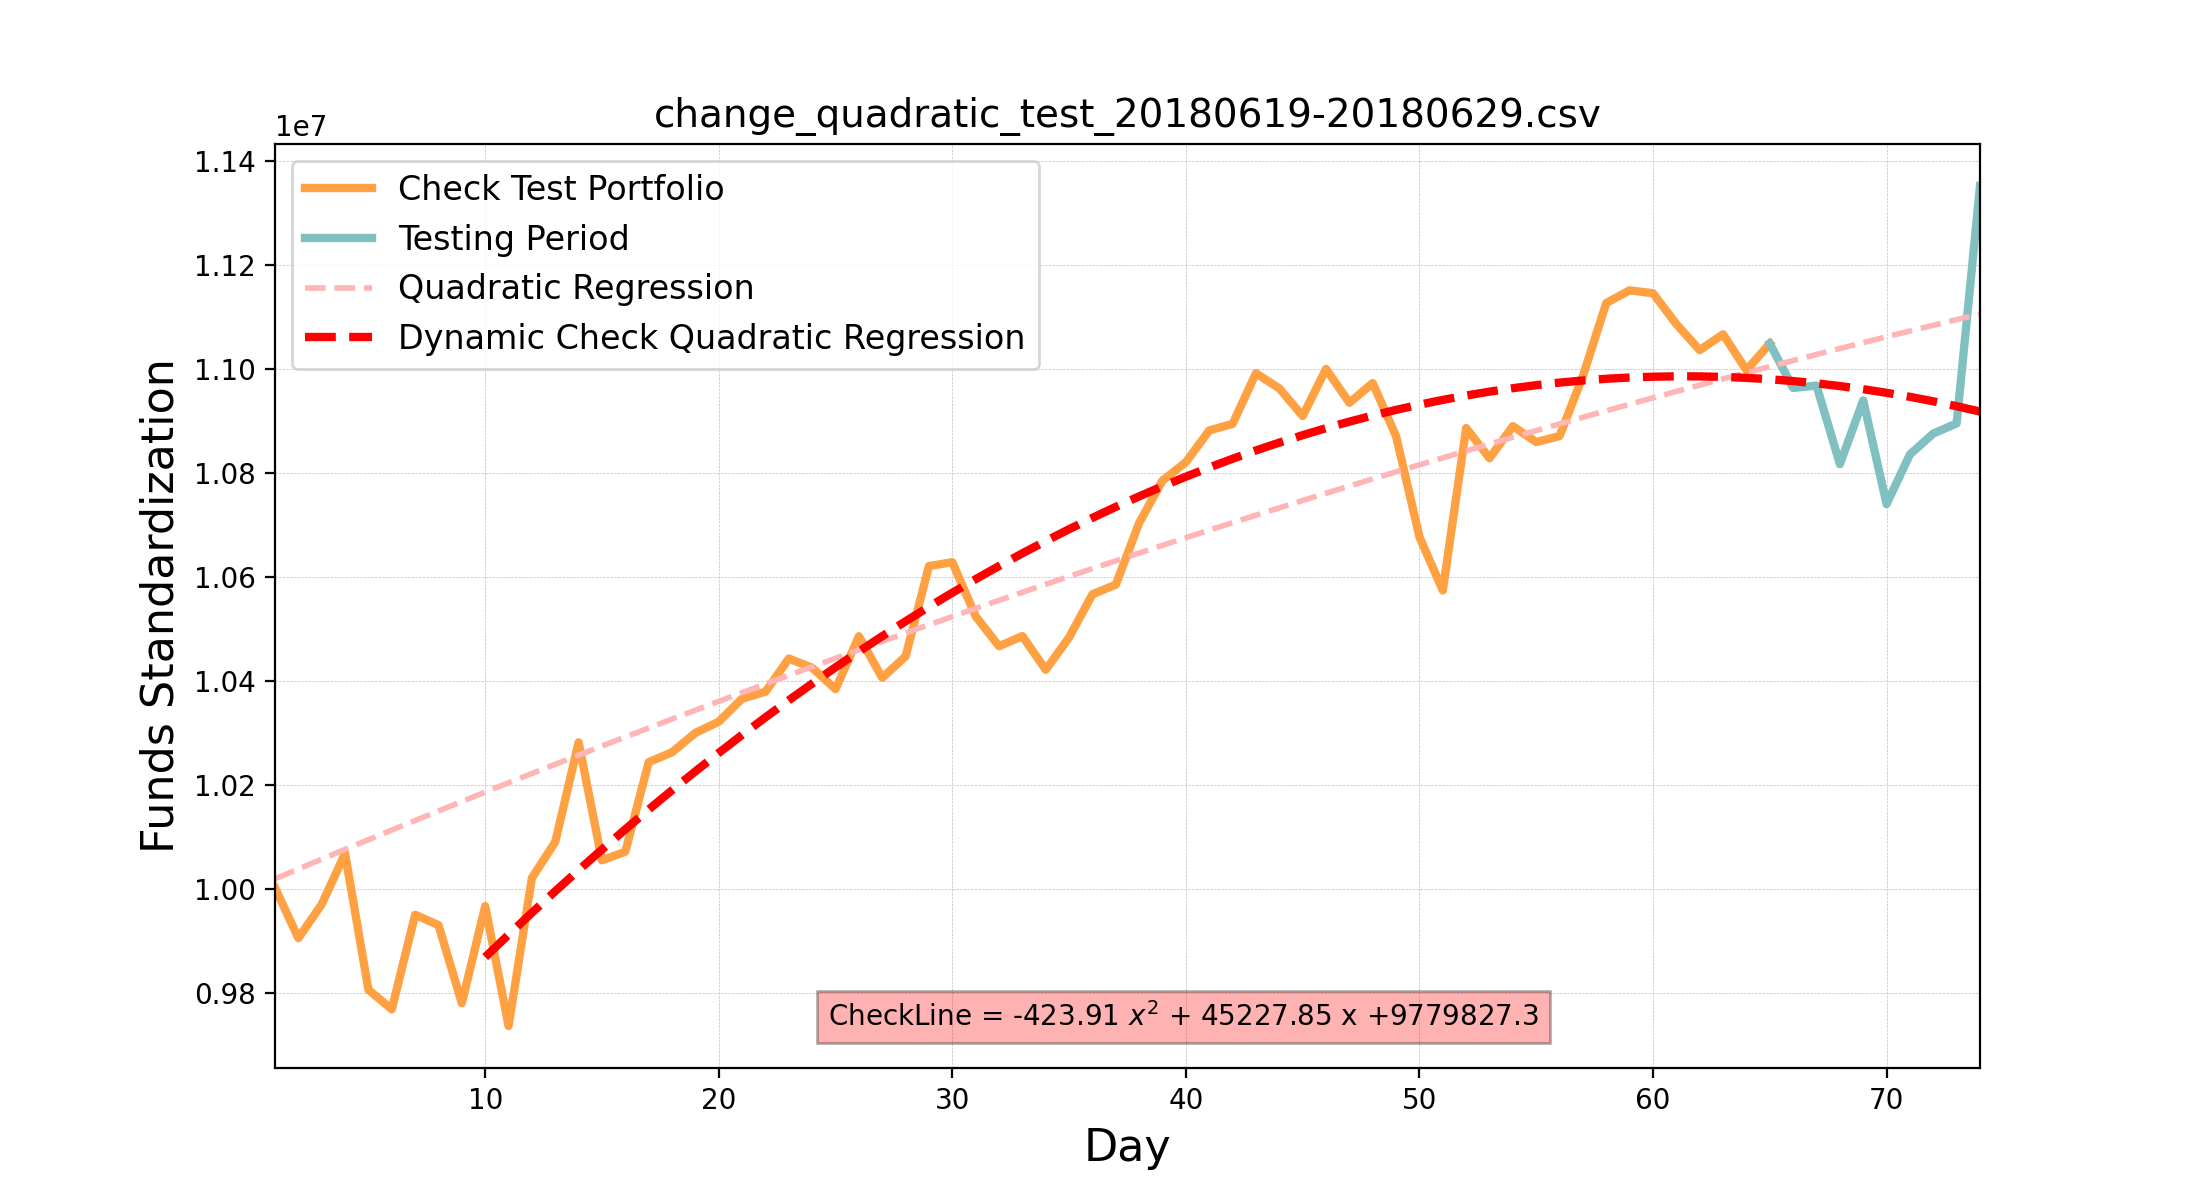 change_quadratic_test_20180619-20180629.csv
1e7
1.14
1.12
1.10
1.08
1.06
1.04
1.02
1.00
0.98
Funds Standardization
Check Test Portfolio
Testing Period
Quadratic Regression
Dynamic Check Quadratic Regression
CheckLine = -423.91 x² + 45227.85 x +9779827.3
10 20 30 40 50 60 70
Day